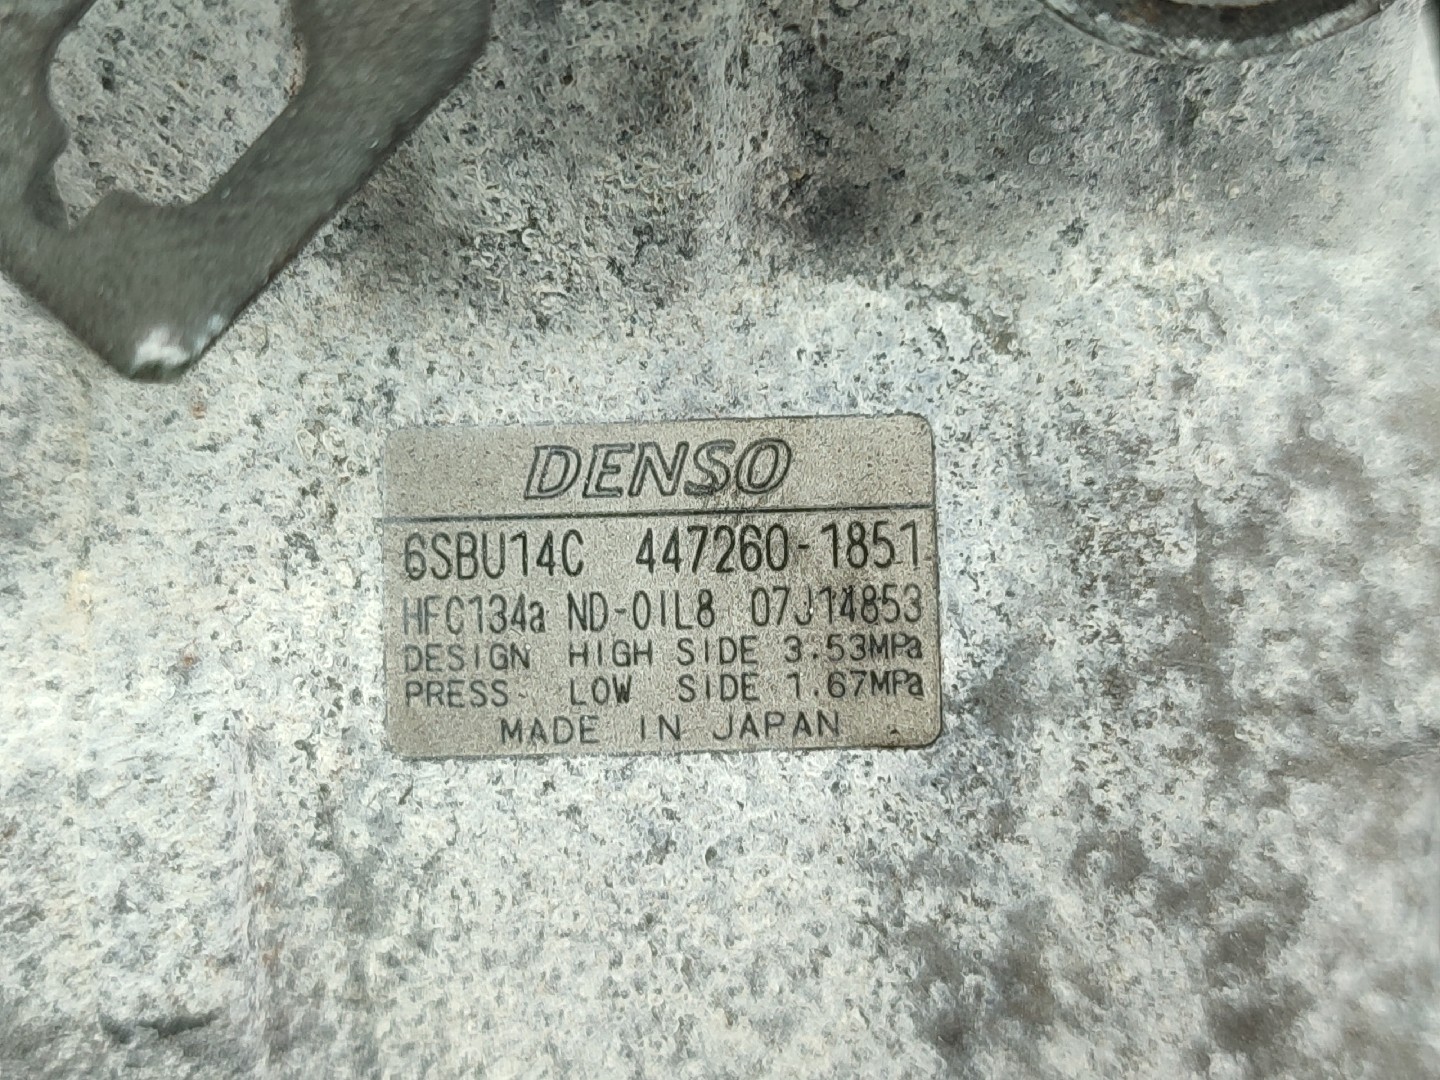 DENSO
6SBU14C 447260-1851
HFC134a ND-OIL8 07J14853
DESIGN HIGH SIDE 3.53MPa
PRESS. LOW SIDE 1.67MPa
MADE IN JAPAN